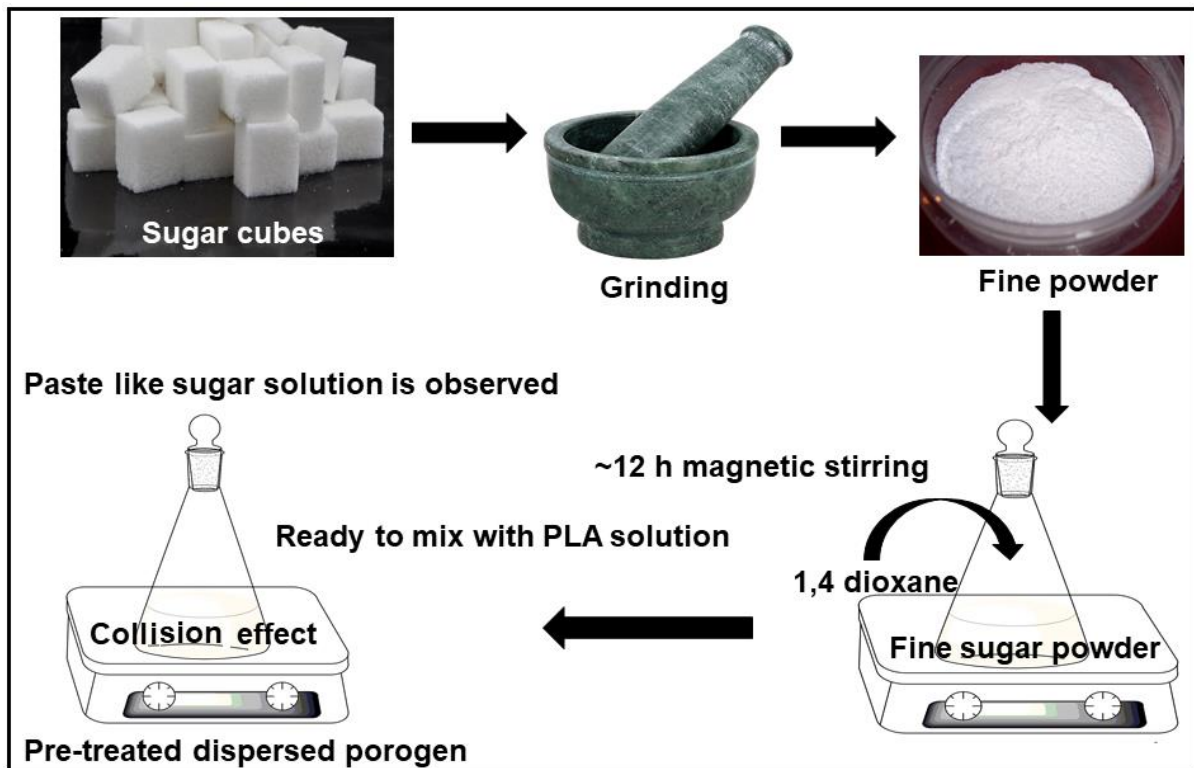 Sugar cubes
Grinding
Fine powder
Paste like sugar solution is observed
~12 h magnetic stirring
Ready to mix with PLA solution
1,4 dioxane
Collision effect
Fine sugar powder
Pre-treated dispersed porogen